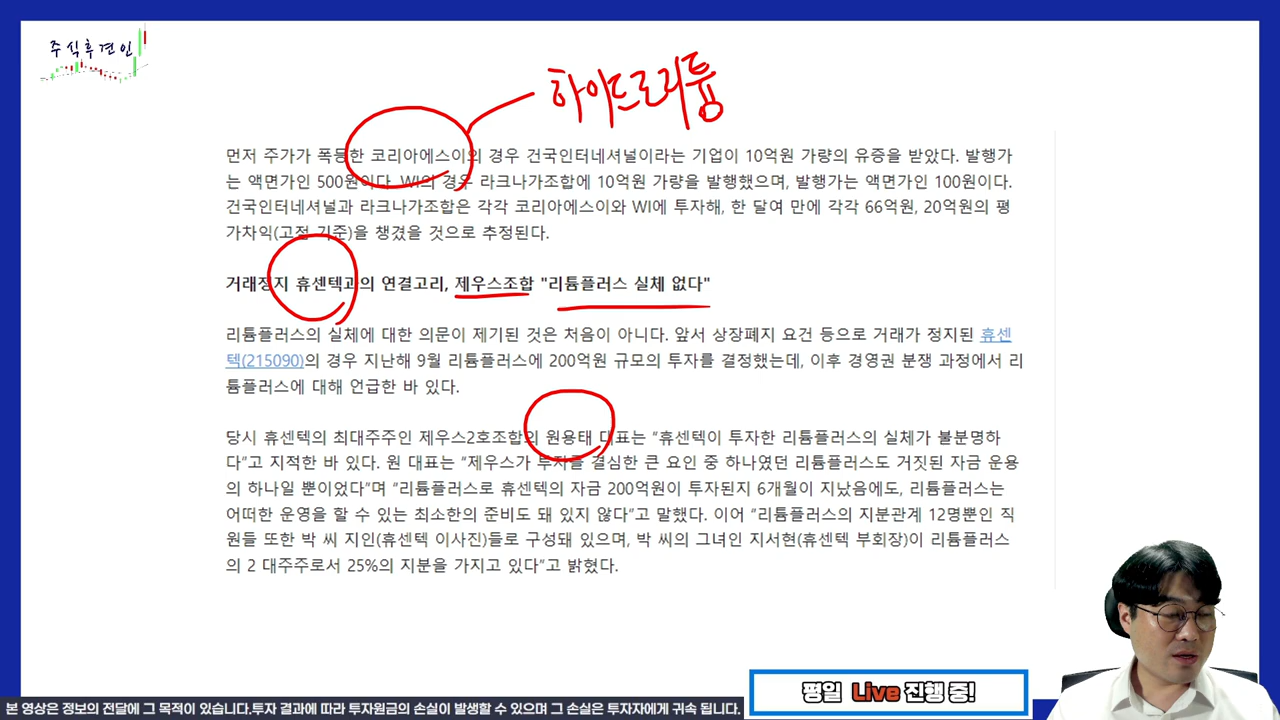 주식후견인
하이드로리튬
먼저 주가가 폭등한 코리아에스이의 경우 건국인터네셔널이라는 기업이 10억원 가량의 유증을 받았다. 발행가
는 액면가인 500원이다. WI의 경우 라크나가조합에 10억원 가량을 발행했으며, 발행가는 액면가인 100원이다.
건국인터네셔널과 라크나가조합은 각각 코리아에스이와 WI에 투자해, 한 달여 만에 각각 66억원, 20억원의 평
가차익(고점 기준)을 챙겼을 것으로 추정된다.
거래정지 휴센텍과의 연결고리, 제우스조합 "리튬플러스 실체 없다"
리튬플러스의 실체에 대한 의문이 제기된 것은 처음이 아니다. 앞서 상장폐지 요건 등으로 거래가 정지된 휴센
텍(215090)의 경우 지난해 9월 리튬플러스에 200억원 규모의 투자를 결정했는데, 이후 경영권 분쟁 과정에서 리
튬플러스에 대해 언급한 바 있다.
당시 휴센텍의 최대주주인 제우스2호조합의 원용태 대표는 “휴센텍이 투자한 리튬플러스의 실체가 불분명하
다”고 지적한 바 있다. 원 대표는 “제우스가 투자를 결심한 큰 요인 중 하나였던 리튬플러스도 거짓된 자금 운용
의 하나일 뿐이었다”며 “리튬플러스로 휴센텍의 자금 200억원이 투자된지 6개월이 지났음에도, 리튬플러스는
어떠한 운영을 할 수 있는 최소한의 준비도 돼 있지 않다”고 말했다. 이어 “리튬플러스의 지분관계 12명뿐인 직
원들 또한 박 씨 지인(휴센텍 이사진)들로 구성돼 있으며, 박 씨의 그녀인 지서현(휴센텍 부회장)이 리튬플러스
의 2 대주주로서 25%의 지분을 가지고 있다”고 밝혔다.
평일 Live 진행 중!
본 영상은 정보의 전달에 그 목적이 있습니다.투자 결과에 따라 투자원금의 손실이 발생할 수 있으며 그 손실은 투자자에게 귀속 됩니다.